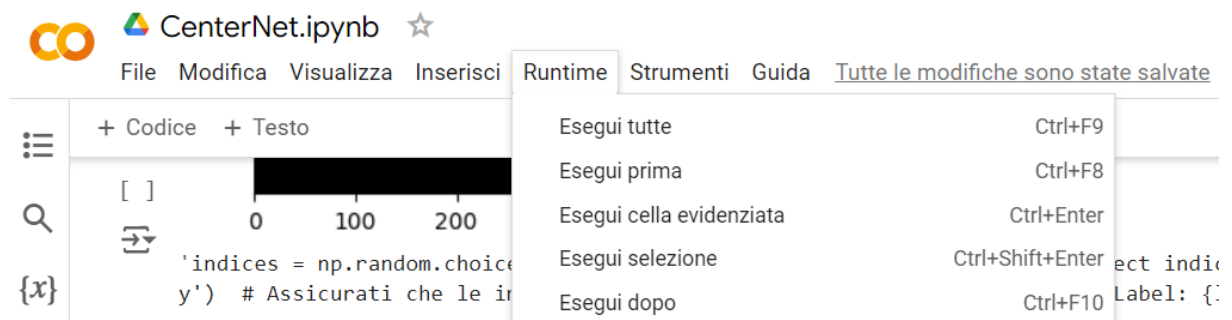 CenterNet.ipynb
File Modifica Visualizza Inserisci Runtime Strumenti Guida Tutte le modifiche sono state salvate
+ Codice + Testo
Esegui tutte Ctrl+F9
Esegui prima Ctrl+F8
[ ]
0 100 200
Esegui cella evidenziata Ctrl+Enter
Esegui selezione Ctrl+Shift+Enter
'indices = np.random.choice ect indic
{x} y') # Assicurati che le in Label: {l
Esegui dopo Ctrl+F10